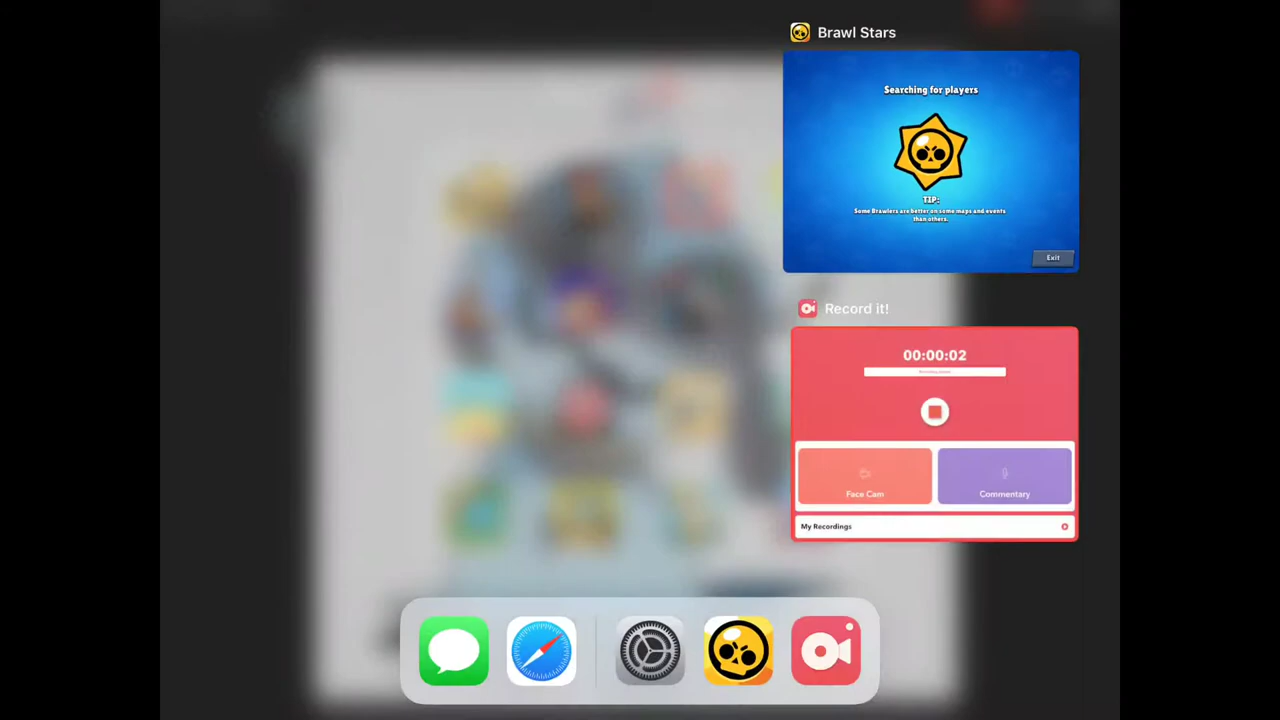 Brawl Stars
Searching for players
TIP:
Some Brawlers are better on some maps and events
than others.
Exit
Record it!
00:00:02
Face Cam
Commentary
My Recordings